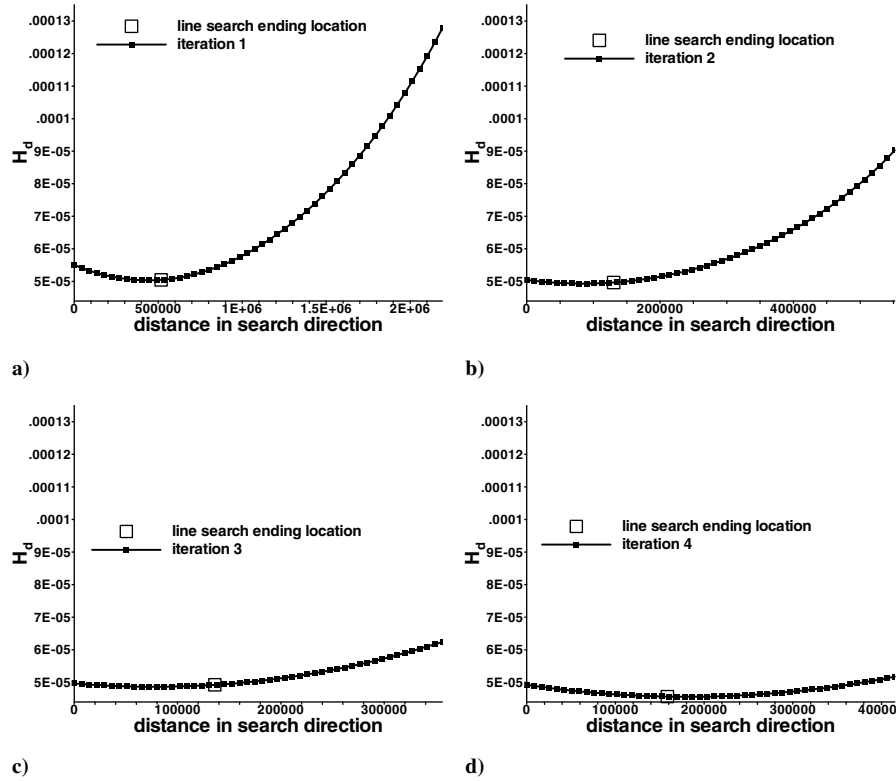 .00013
.00012
.00011
.0001
9E-05
8E-05
7E-05
6E-05
5E-05
H_d
line search ending location
iteration 1
0
500000
1E+06
1.5E+06
2E+06
distance in search direction
a)
.00013
.00012
.00011
.0001
9E-05
8E-05
7E-05
6E-05
5E-05
H_d
line search ending location
iteration 2
0
200000
400000
distance in search direction
b)
.00013
.00012
.00011
.0001
9E-05
8E-05
7E-05
6E-05
5E-05
H_d
line search ending location
iteration 3
0
100000
200000
300000
distance in search direction
c)
.00013
.00012
.00011
.0001
9E-05
8E-05
7E-05
6E-05
5E-05
H_d
line search ending location
iteration 4
0
100000
200000
300000
distance in search direction
d)